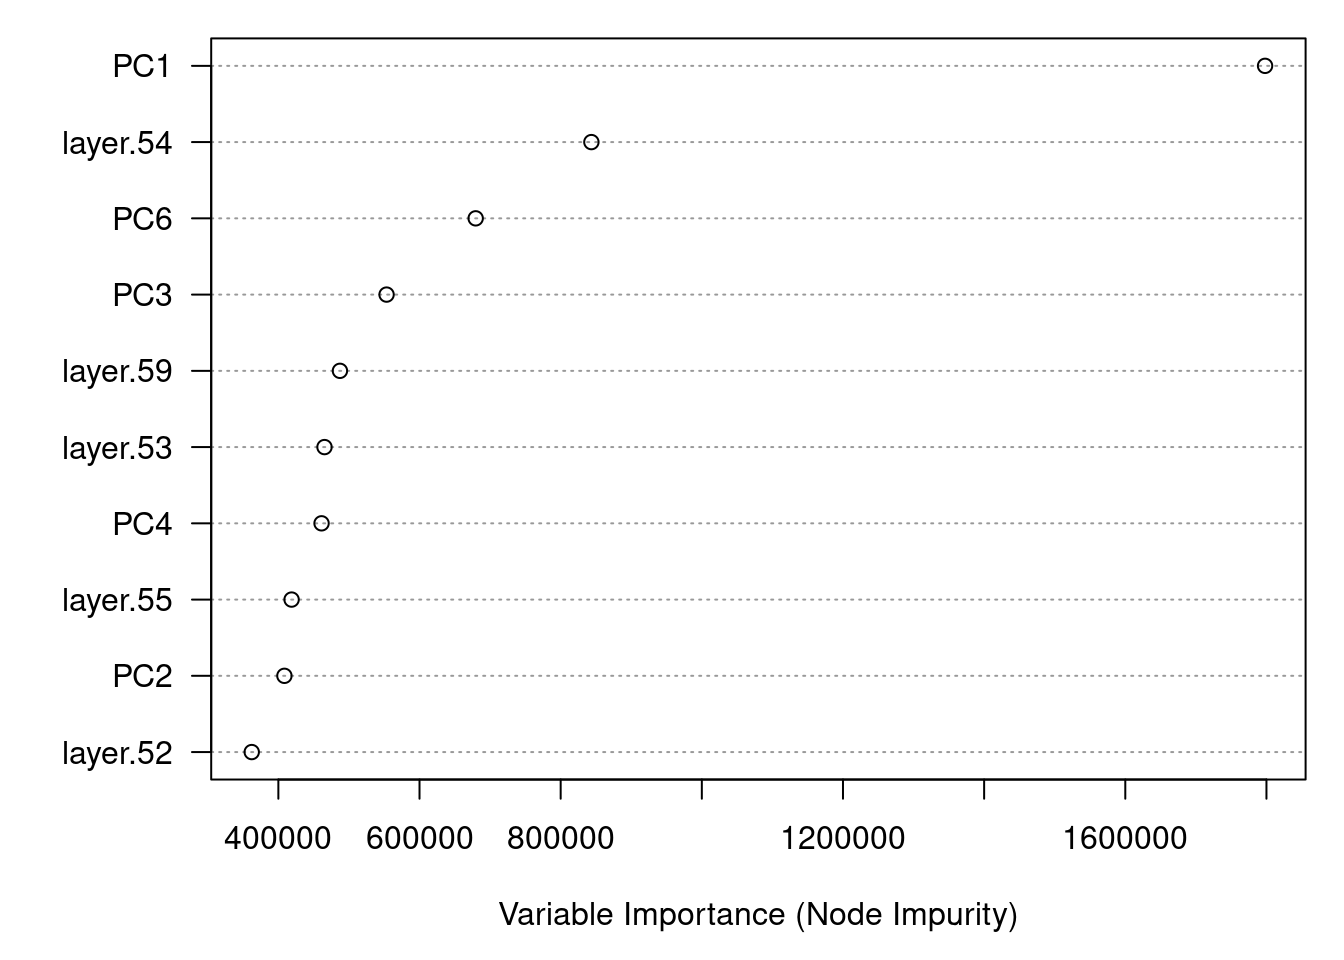 PC1
layer.54
PC6
PC3
layer.59
layer.53
PC4
layer.55
PC2
layer.52
400000 600000 800000 1200000 1600000
Variable Importance (Node Impurity)